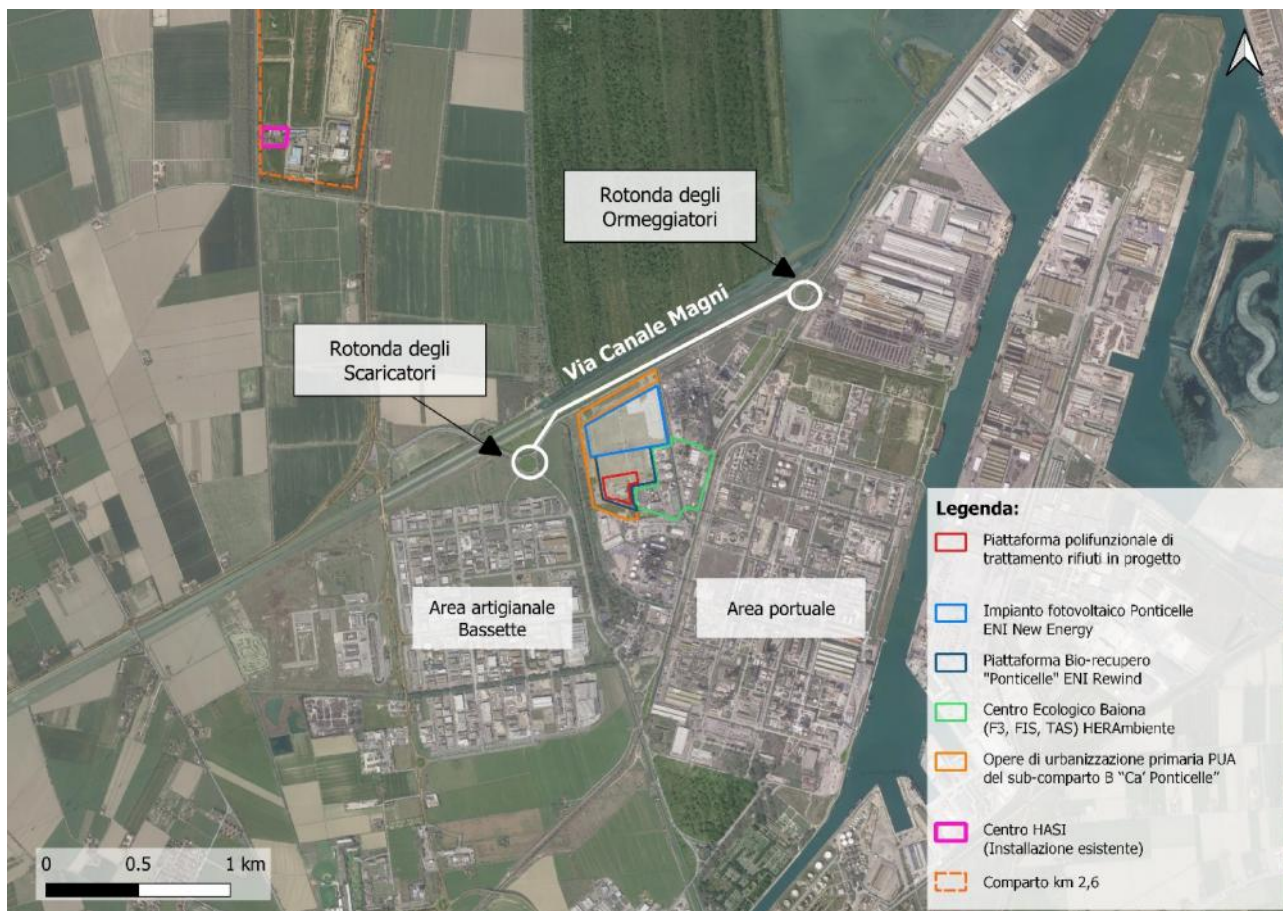 Rotonda degli
Ormeggiatori
Via Canale Magni
Rotonda degli
Scaricatori
Area artigianale
Bassette
Area portuale
Legenda:
Piattaforma polifunzionale di
trattamento rifiuti in progetto
Impianto fotovoltaico Ponticelle
ENI New Energy
Piattaforma Bio-recupero
"Ponticelle" ENI Rewind
Centro Ecologico Baiona
(F3, FIS, TAS) HERAmbiente
Opere di urbanizzazione primaria PUA
del sub-comparto B "Ca' Ponticelle"
Centro HASI
(Installazione esistente)
Comparto km 2,6
0 0.5 1 km